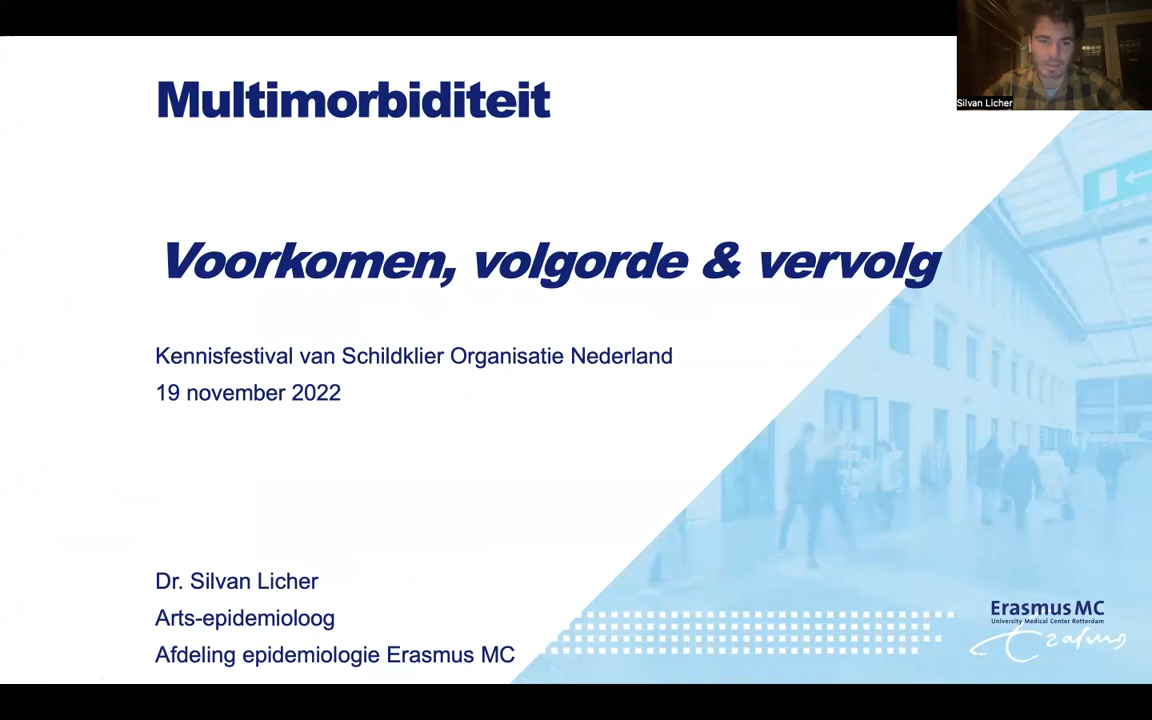 Multimorbiditeit
Silvan Licher
Voorkomen, volgorde & vervolg
Kennisfestival van Schildklier Organisatie Nederland
19 november 2022
Dr. Silvan Licher
Arts-epidemioloog
Afdeling epidemiologie Erasmus MC
Erasmus MC
University Medical Center Rotterdam
Erasmus